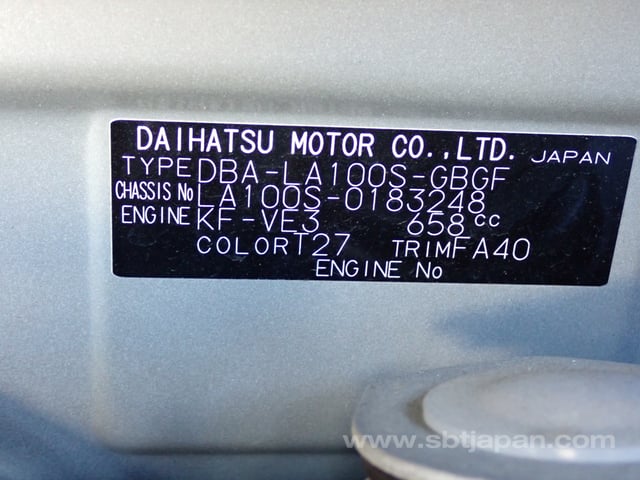 DAIHATSU MOTOR CO.,LTD. JAPAN
TYPE DBA-LA100S-GBGF
CHASSIS No LA100S-0183248
ENGINE KF-VE3 658cc
COLOR T27 TRIM FA40
ENGINE No
www.sbtjapan.com